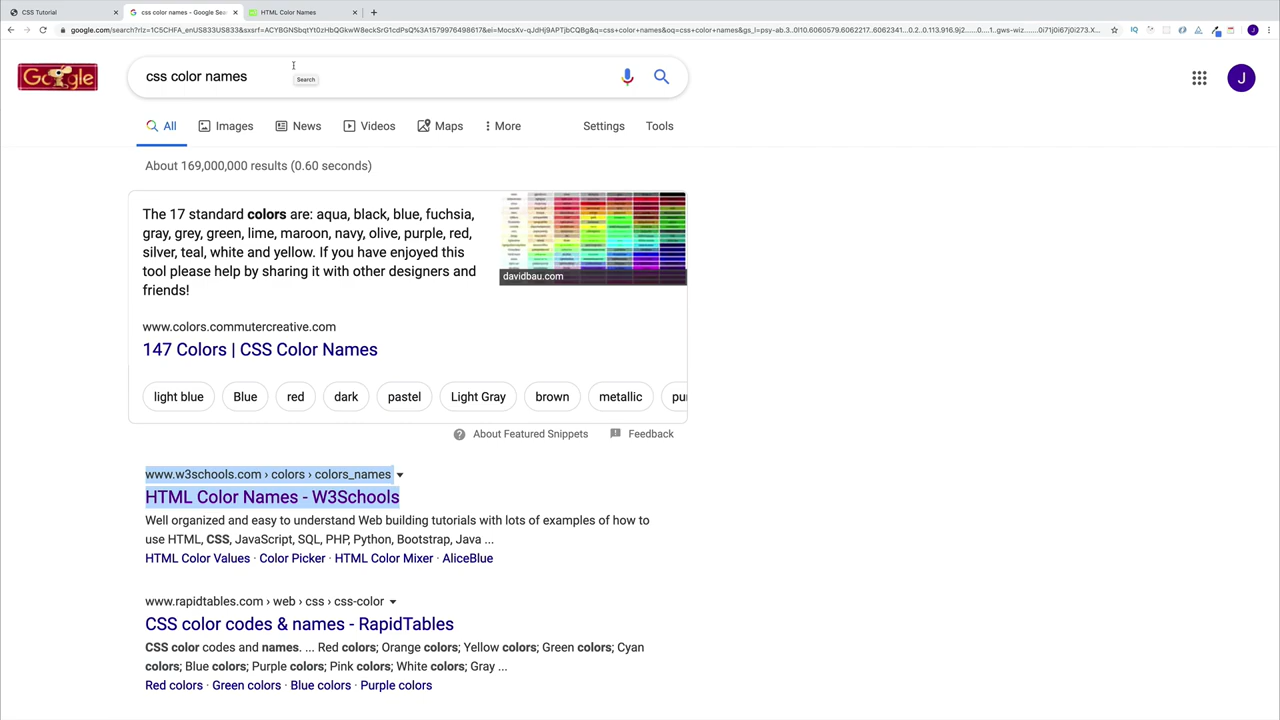 CSS Tutorial
css color names - Google Sea
HTML Color Names
css color names
Search
J
All
Images
News
Videos
Maps
More
Settings
Tools
About 169,000,000 results (0.60 seconds)
The 17 standard colors are: aqua, black, blue, fuchsia,
gray, grey, green, lime, maroon, navy, olive, purple, red,
silver, teal, white and yellow. If you have enjoyed this
tool please help by sharing it with other designers and
friends!
davidbau.com
www.colors.commutercreative.com
147 Colors | CSS Color Names
light blue
Blue
red
dark
pastel
Light Gray
brown
metallic
pu
About Featured Snippets
Feedback
www.w3schools.com › colors › colors_names
HTML Color Names - W3Schools
Well organized and easy to understand Web building tutorials with lots of examples of how to
use HTML, CSS, JavaScript, SQL, PHP, Python, Bootstrap, Java ...
HTML Color Values · Color Picker · HTML Color Mixer · AliceBlue
www.rapidtables.com › web › css › css-color
CSS color codes & names - RapidTables
CSS color codes and names. ... Red colors; Orange colors; Yellow colors; Green colors; Cyan
colors; Blue colors; Purple colors; Pink colors; White colors; Gray ...
Red colors · Green colors · Blue colors · Purple colors